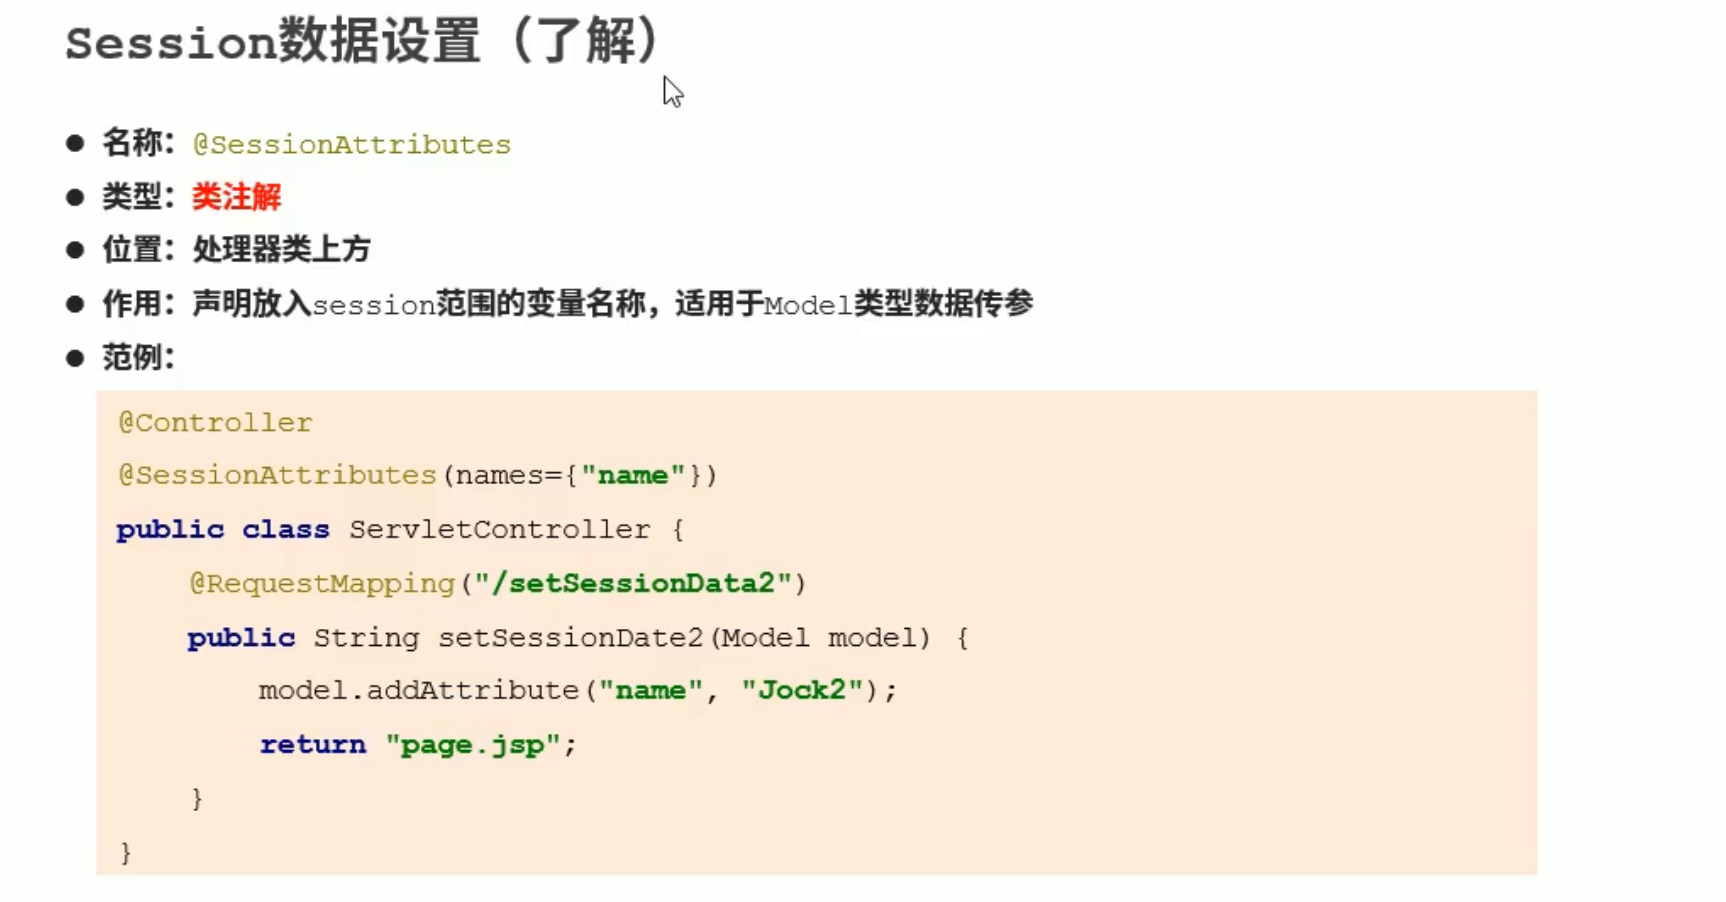 Session数据设置（了解）
● 名称：@SessionAttributes
● 类型：类注解
● 位置：处理器类上方
● 作用：声明放入session范围的变量名称，适用于Model类型数据传参
● 范例：
@Controller
@SessionAttributes(names={"name"})
public class ServletController {
    @RequestMapping("/setSessionData2")
    public String setSessionDate2(Model model) {
        model.addAttribute("name", "Jock2");
        return "page.jsp";
    }
}